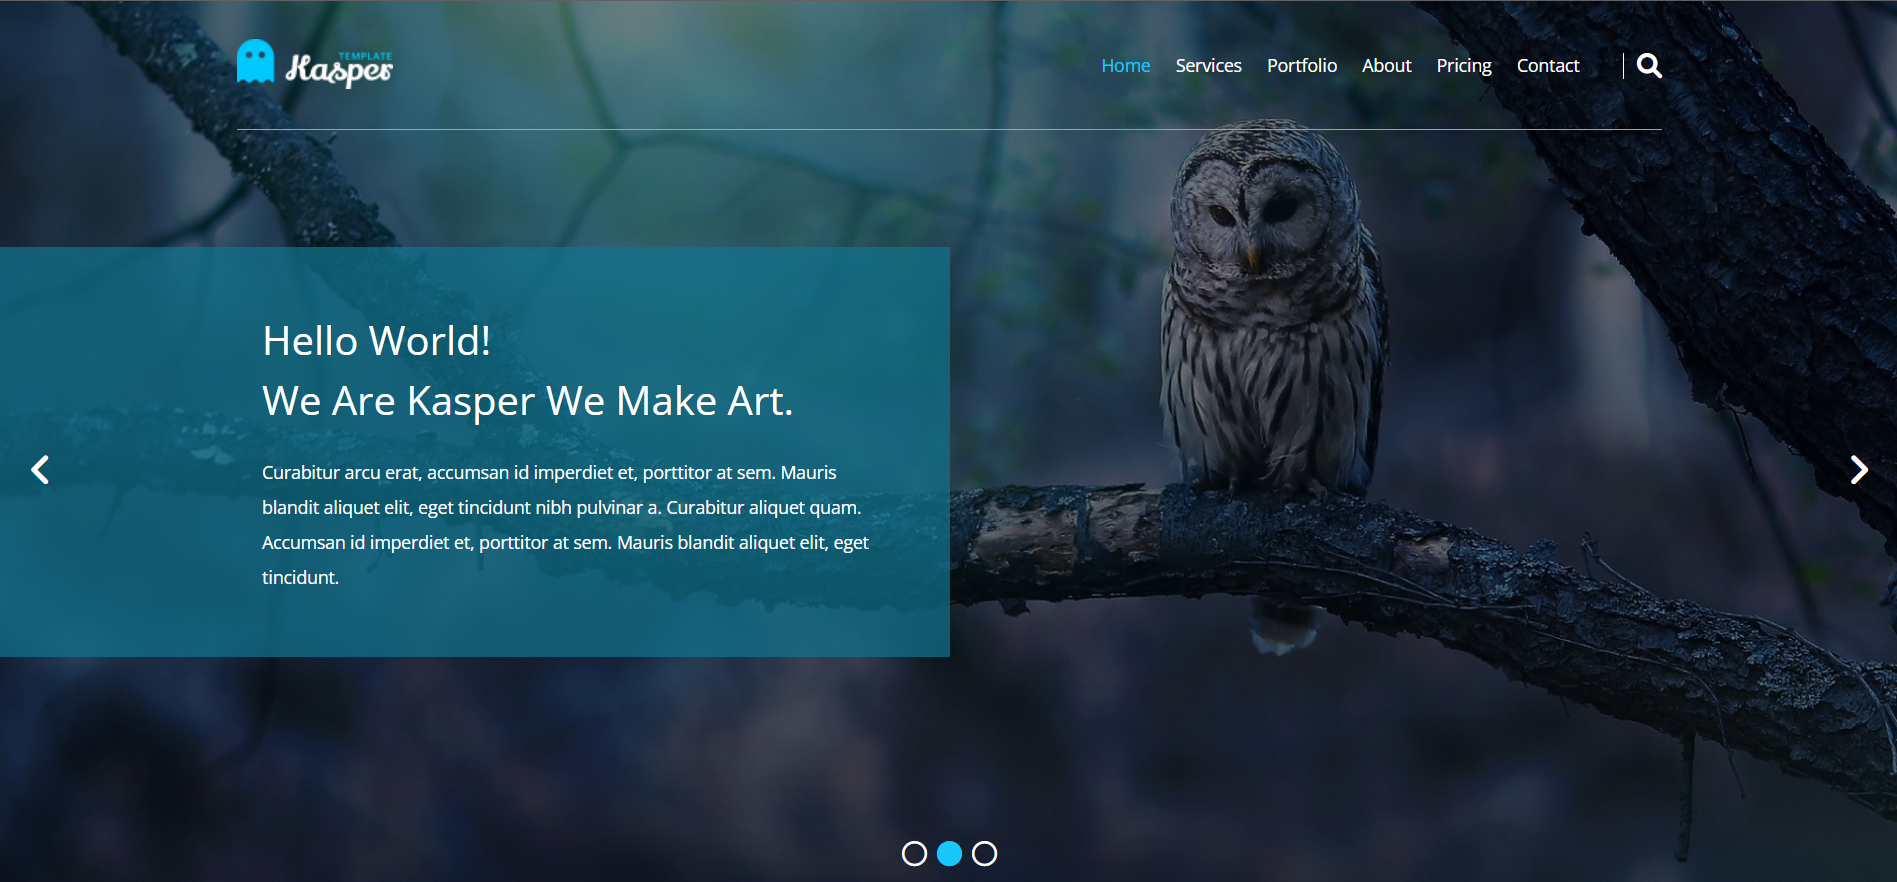 TEMPLATE
Kasper
Home Services Portfolio About Pricing Contact
Hello World!
We Are Kasper We Make Art.
Curabitur arcu erat, accumsan id imperdiet et, porttitor at sem. Mauris
blandit aliquet elit, eget tincidunt nibh pulvinar a. Curabitur aliquet quam.
Accumsan id imperdiet et, porttitor at sem. Mauris blandit aliquet elit, eget
tincidunt.